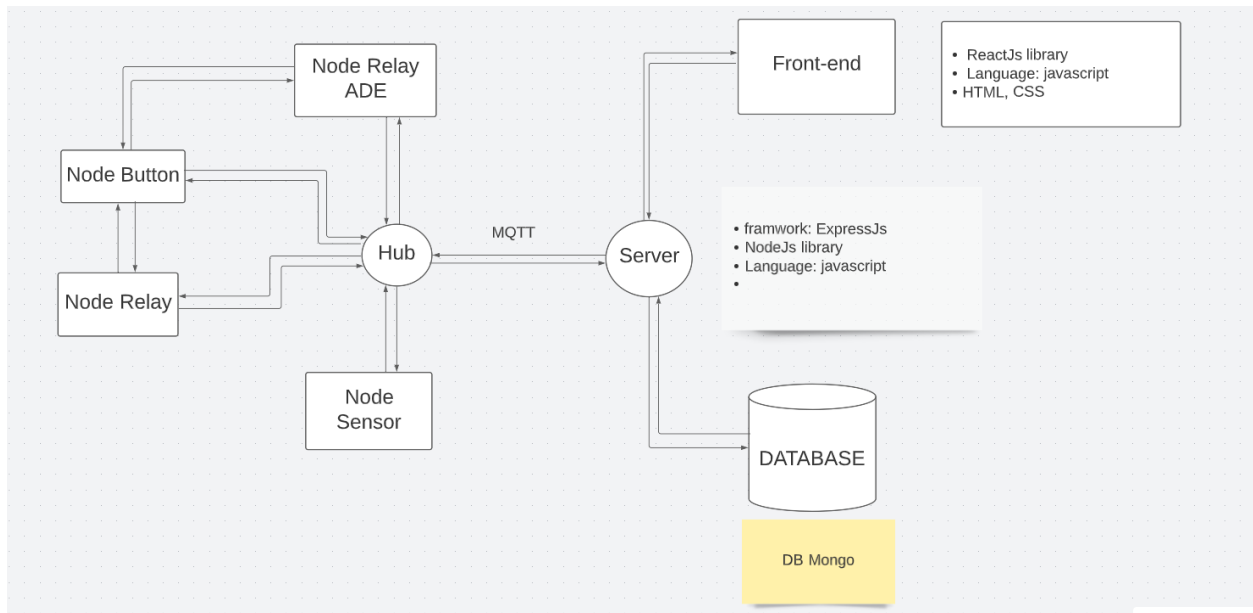 Node Relay
ADE
Front-end
• ReactJs library
• Language: javascript
• HTML, CSS
Node Button
Hub
MQTT
Server
• framwork: ExpressJs
• NodeJs library
• Language: javascript
•
Node Relay
Node
Sensor
DATABASE
DB Mongo